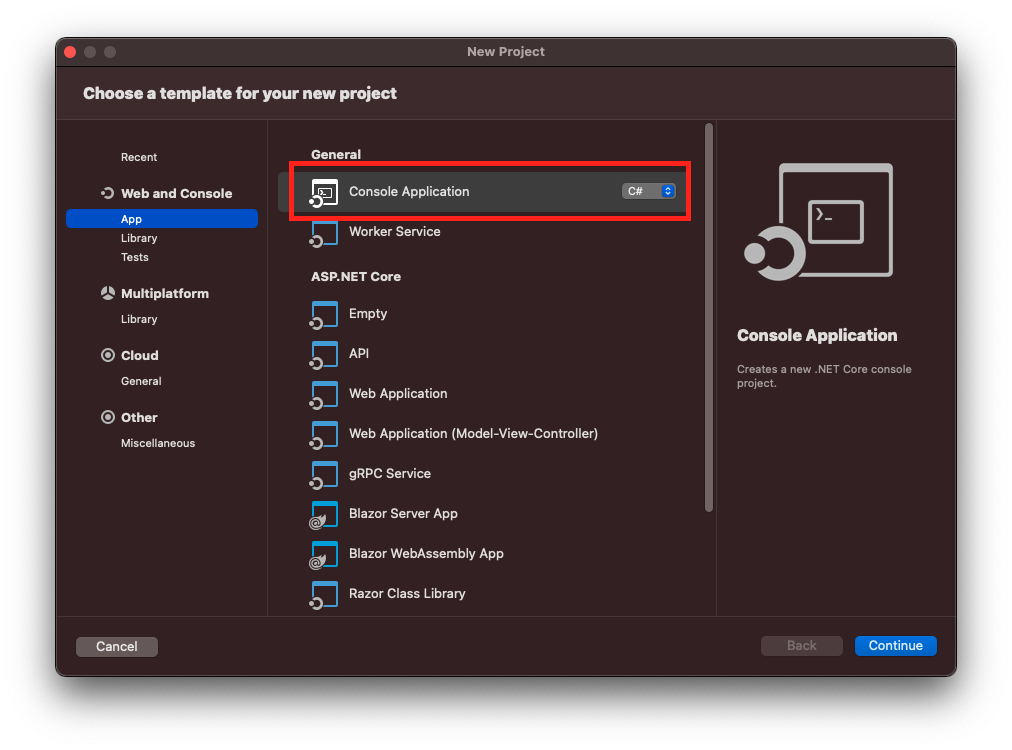 New Project
Choose a template for your new project
Recent
Web and Console
App
Library
Tests
Multiplatform
Library
Cloud
General
Other
Miscellaneous
General
Console Application C#
Worker Service
ASP.NET Core
Empty
API
Web Application
Web Application (Model-View-Controller)
gRPC Service
Blazor Server App
Blazor WebAssembly App
Razor Class Library
Console Application
Creates a new .NET Core console
project.
Cancel
Back
Continue